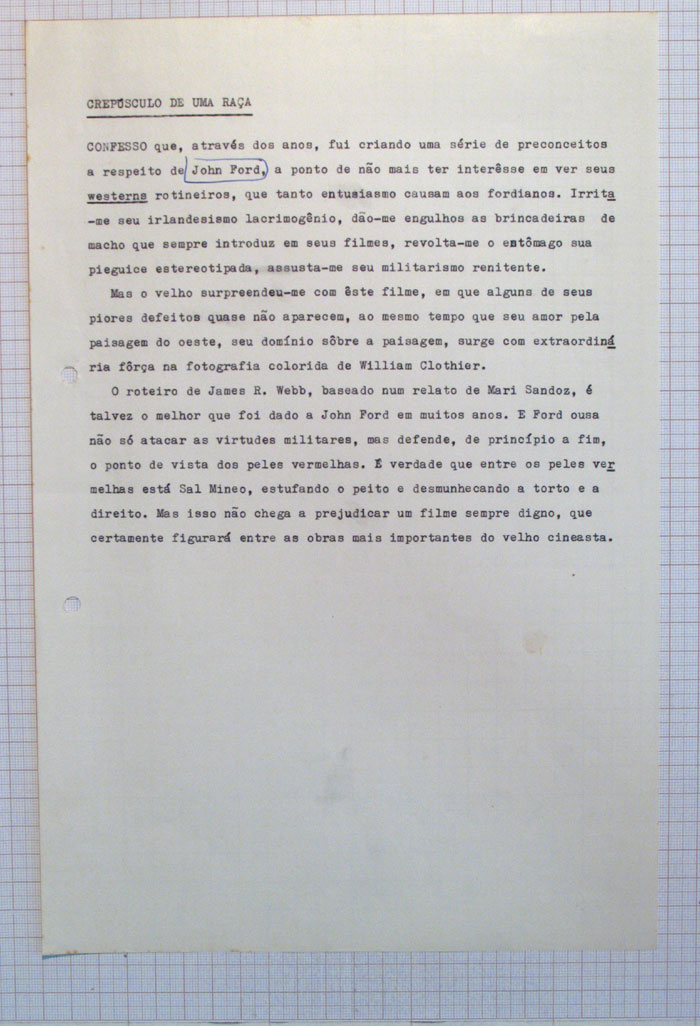 CREPÚSCULO DE UMA RAÇA
CONFESSO que, através dos anos, fui criando uma série de preconceitos
a respeito de John Ford, a ponto de não mais ter interêsse em ver seus
westerns rotineiros, que tanto entusiasmo causam aos fordianos. Irrita
-me seu irlandesismo lacrimogênio, dão-me engulhos as brincadeiras de
macho que sempre introduz em seus filmes, revolta-me o entômago sua
pieguice estereotipada, assusta-me seu militarismo renitente.
Mas o velho surpreendeu-me com êste filme, em que alguns de seus
piores defeitos quase não aparecem, ao mesmo tempo que seu amor pela
paisagem do oeste, seu domínio sôbre a paisagem, surge com extraordiná
ria fôrça na fotografia colorida de William Clothier.
O roteiro de James R. Webb, baseado num relato de Mari Sandoz, é
talvez o melhor que foi dado a John Ford em muitos anos. E Ford ousa
não só atacar as virtudes militares, mas defende, de princípio a fim,
o ponto de vista dos peles vermelhas. É verdade que entre os peles ver
melhas está Sal Mineo, estufando o peito e desmunhecando a torto e a
direito. Mas isso não chega a prejudicar um filme sempre digno, que
certamente figurará entre as obras mais importantes do velho cineasta.